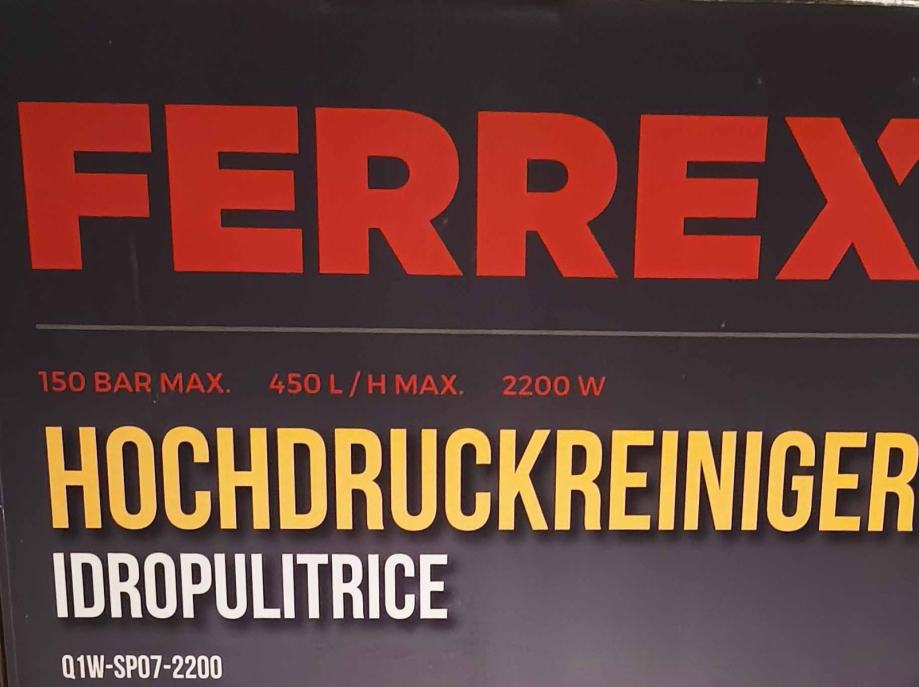 FERREX
150 BAR MAX. 450 L / H MAX. 2200 W
HOCHDRUCKREINIGER
IDROPULITRICE
Q1W-SP07-2200